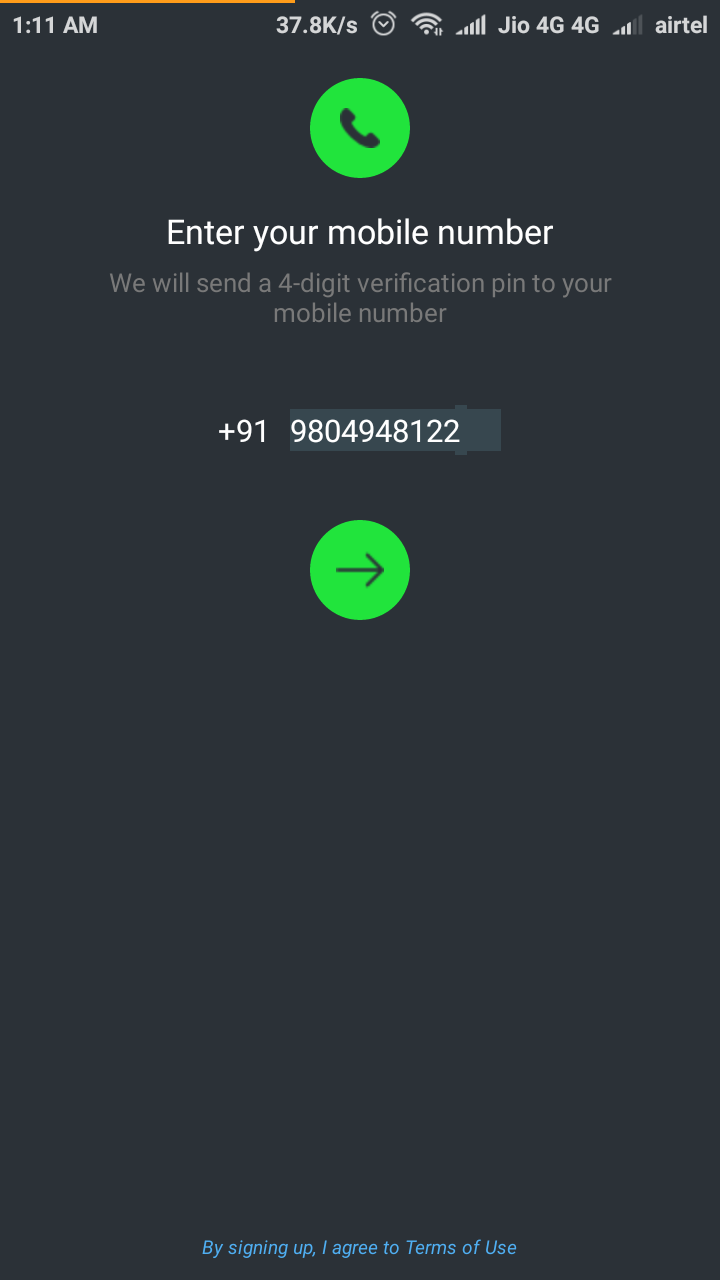 1:11 AM 37.8K/s Jio 4G 4G airtel
Enter your mobile number
We will send a 4-digit verification pin to your
mobile number
+91 9804948122
By signing up, I agree to Terms of Use